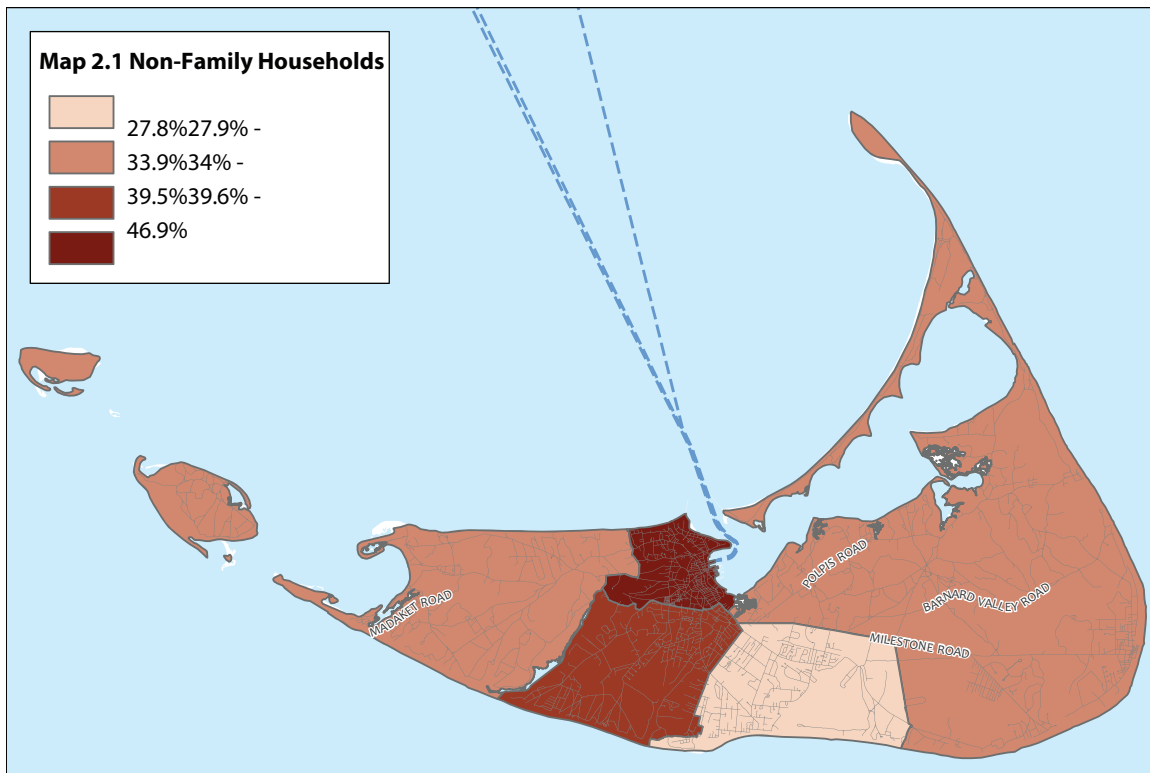 Map 2.1 Non-Family Households
27.8%27.9% -
33.9%34% -
39.5%39.6% -
46.9%
POLPIS ROAD
BARNARD VALLEY ROAD
MADAKET ROAD
MILESTONE ROAD